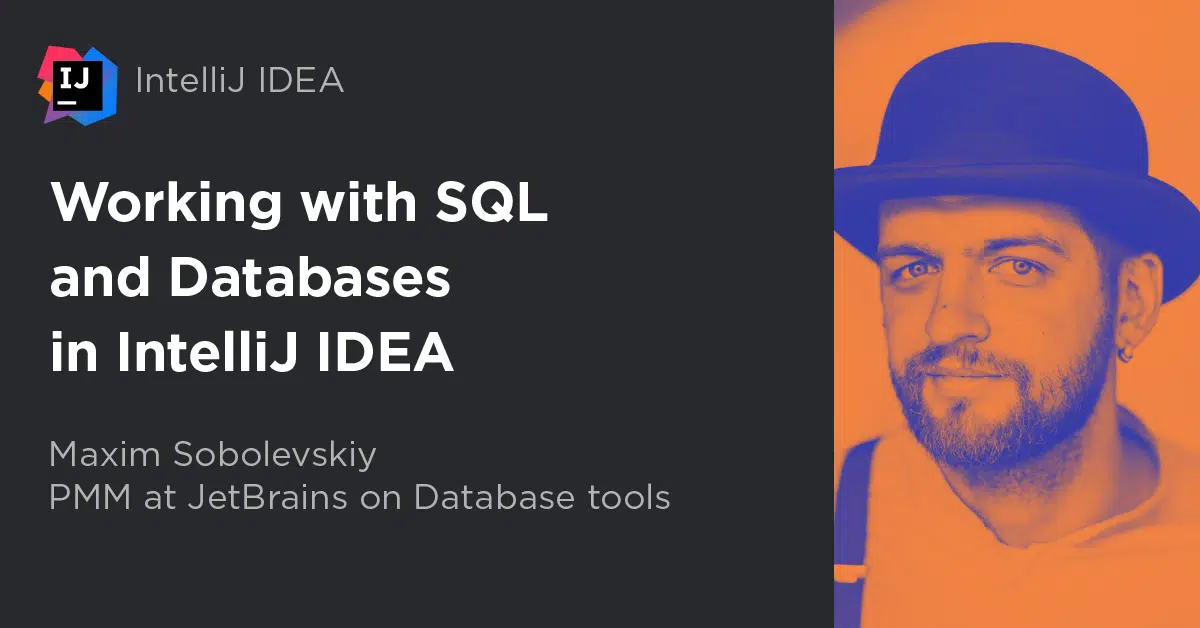 IJ
IntelliJ IDEA
Working with SQL
and Databases
in IntelliJ IDEA
Maxim Sobolevskiy
PMM at JetBrains on Database tools